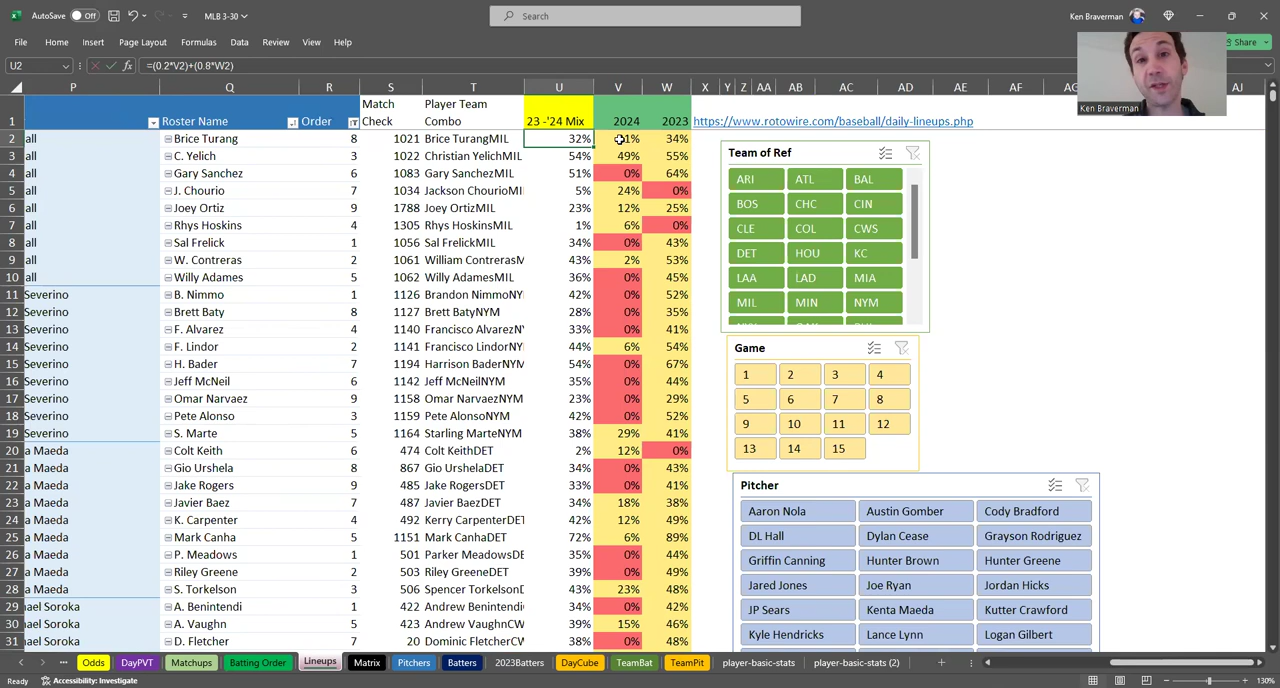 AutoSave Off MLB 3-30 Search Ken Braverman
File Home Insert Page Layout Formulas Data Review View Help Share
U2 fx =(0.2*V2)+(0.8*W2)
Ken Braverman
P Q R S T U V W X Y Z AA AB AC AD AE AF AG AJ
Match Player Team
1 Roster Name Order Check Combo 23 -'24 Mix 2024 2023 https://www.rotowire.com/baseball/daily-lineups.php
2 all Brice Turang 8 1021 Brice TurangMIL 32% 1% 34%
3 all C. Yelich 3 1022 Christian YelichMIL 54% 49% 55%
4 all Gary Sanchez 6 1083 Gary SanchezMIL 51% 0% 64%
5 all J. Chourio 7 1034 Jackson ChourioMI 5% 24% 0%
6 all Joey Ortiz 9 1788 Joey OrtizMIL 23% 12% 25%
7 all Rhys Hoskins 4 1305 Rhys HoskinsMIL 1% 6% 0%
8 all Sal Frelick 1 1056 Sal FrelickMIL 34% 0% 43%
9 all W. Contreras 2 1061 William ContrerasM 43% 2% 53%
10 all Willy Adames 5 1062 Willy AdamesMIL 36% 0% 45%
11 Severino B. Nimmo 1 1126 Brandon NimmoNY 42% 0% 52%
12 Severino Brett Baty 8 1127 Brett BatyNYM 28% 0% 35%
13 Severino F. Alvarez 4 1140 Francisco AlvarezN 33% 0% 41%
14 Severino F. Lindor 2 1141 Francisco LindorNY 44% 6% 54%
15 Severino H. Bader 7 1194 Harrison BaderNYM 54% 0% 67%
16 Severino Jeff McNeil 6 1142 Jeff McNeilNYM 35% 0% 44%
17 Severino Omar Narvaez 9 1158 Omar NarvaezNYM 35% 0% 43%
18 Severino Pete Alonso 3 1159 Pete AlonsoNYM 42% 0% 52%
19 Severino S. Marte 5 1164 Starling MarteNYM 38% 29% 41%
20 a Maeda Colt Keith 6 474 Colt KeithDET 2% 12% 0%
21 a Maeda Gio Urshela 8 867 Gio UrshelaDET 34% 0% 43%
22 a Maeda Jake Rogers 9 485 Jake RogersDET 33% 0% 41%
23 a Maeda Javier Baez 7 487 Javier BaezDET 34% 18% 38%
24 a Maeda K. Carpenter 4 492 Kerry CarpenterDET 42% 12% 49%
25 a Maeda Mark Canha 5 1151 Mark CanhaDET 72% 6% 89%
26 a Maeda P. Meadows 1 501 Parker MeadowsDE 35% 0% 44%
27 a Maeda Riley Greene 2 503 Riley GreeneDET 39% 0% 49%
28 a Maeda S. Torkelson 3 506 Spencer TorkelsonI 43% 23% 48%
29 ael Soroka A. Benintendi 1 422 Andrew Benintendi 34% 0% 42%
30 ael Soroka A. Vaughn 3 423 Andrew VaughnCW 39% 15% 46%
31 ael Soroka D. Fletcher 7 20 Dominic FletcherCW 38% 0% 48%
Team of Ref
ARI ATL BAL
BOS CHC CIN
CLE COL CWS
DET HOU KC
LAA LAD MIA
MIL MIN NYM
Game
1 2 3 4
5 6 7 8
9 10 11 12
13 14 15
Pitcher
Aaron Nola Austin Gomber Cody Bradford
DL Hall Dylan Cease Grayson Rodriguez
Griffin Canning Hunter Brown Hunter Greene
Jared Jones Joe Ryan Jordan Hicks
JP Sears Kenta Maeda Kutter Crawford
Kyle Hendricks Lance Lynn Logan Gilbert
Odds DayPVT Matchups Batting Order Lineups Matrix Pitchers Batters 2023Batters DayCube TeamBat TeamPit player-basic-stats player-basic-stats (2)
Ready Accessibility: Investigate 130%